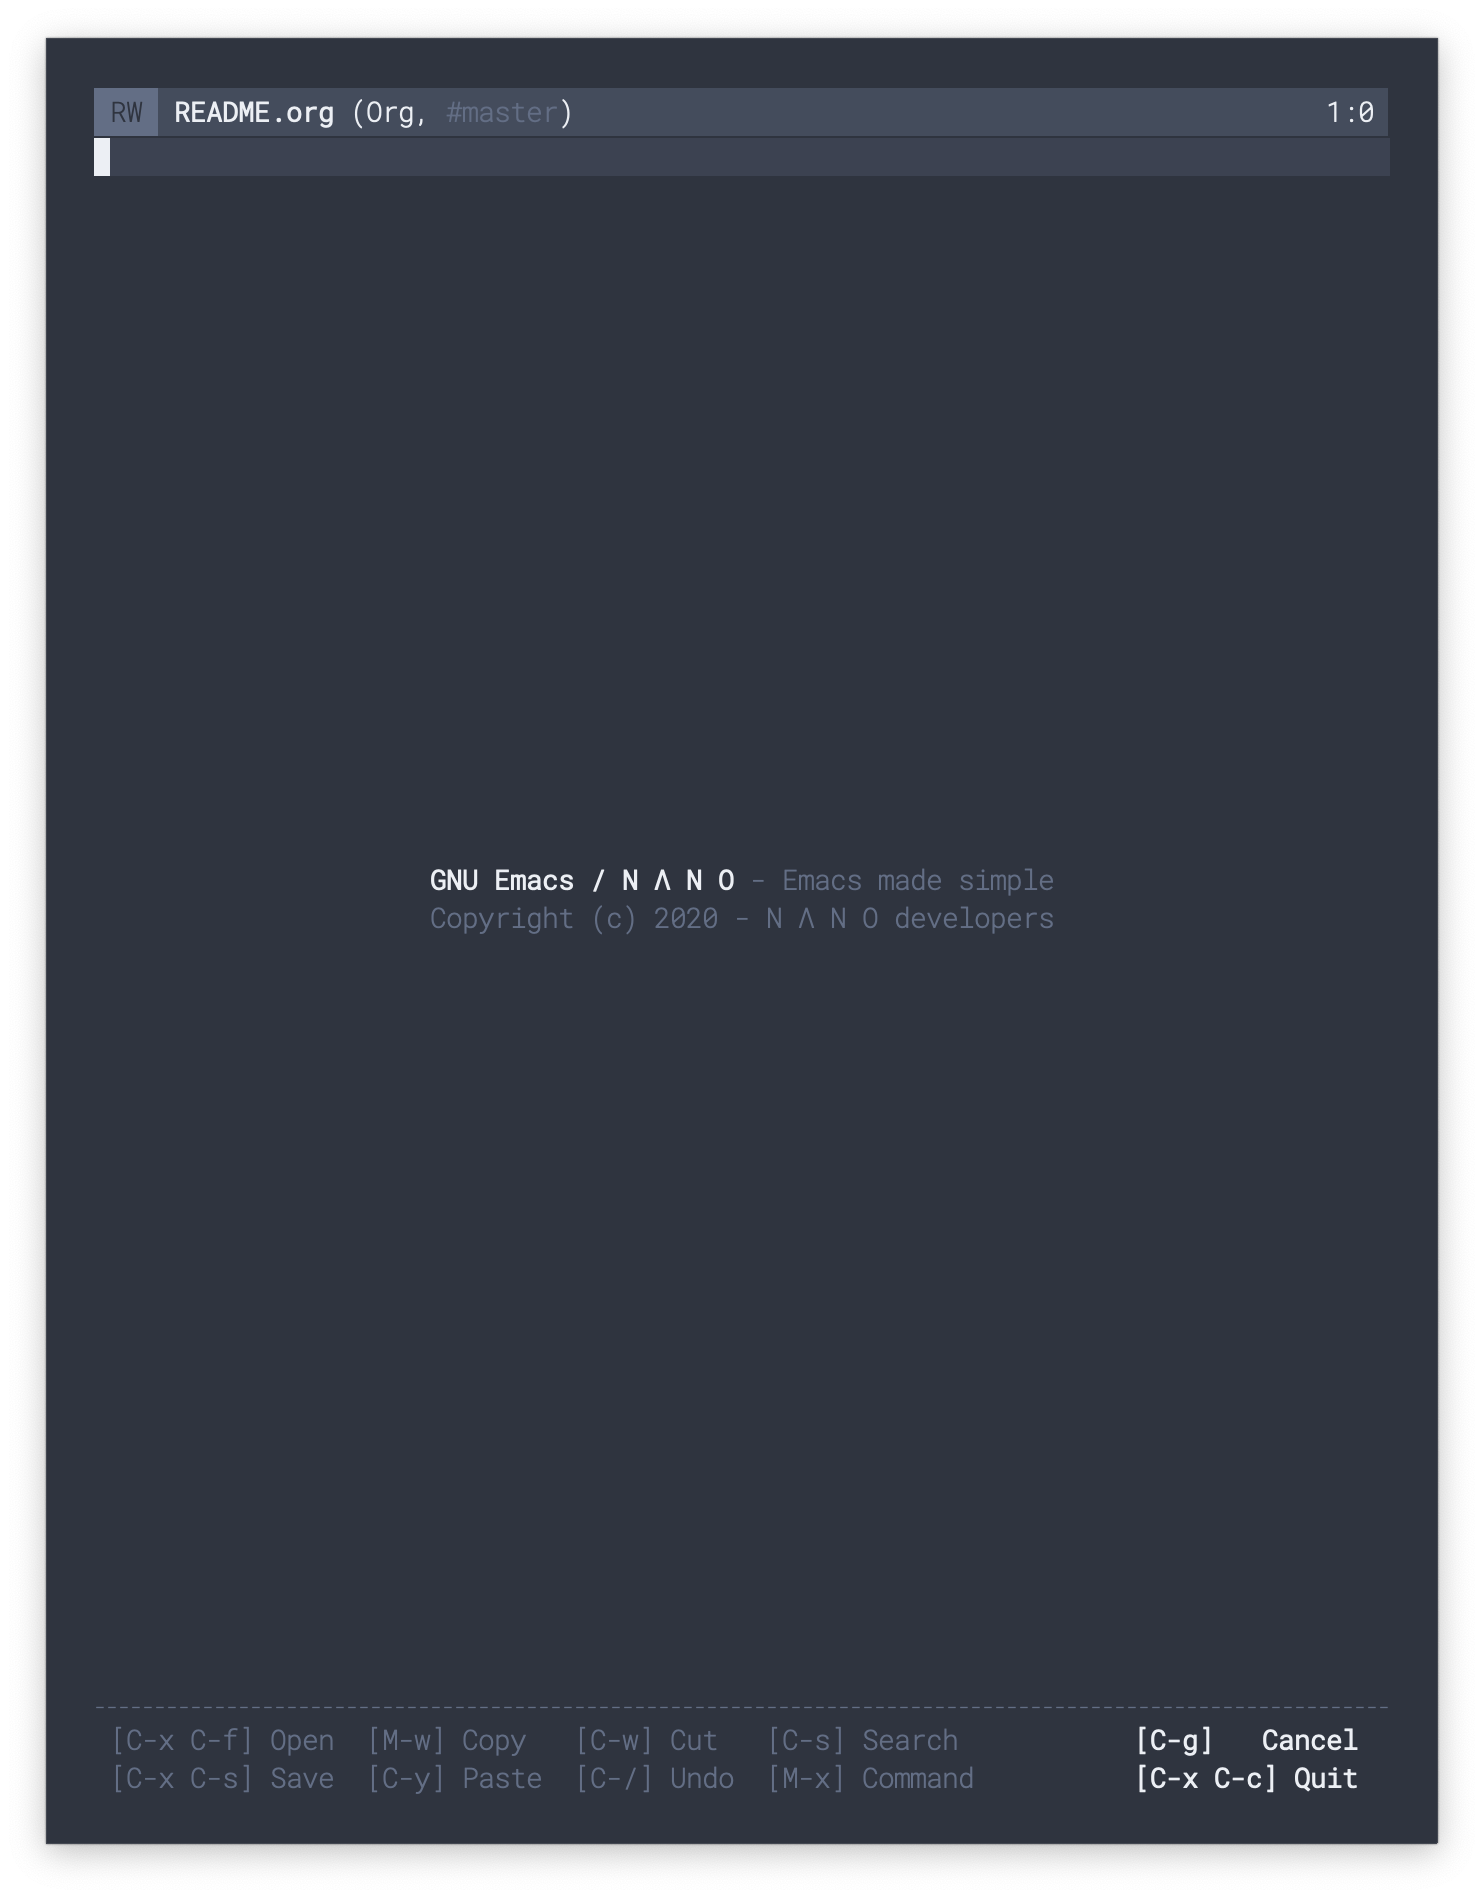 RW README.org (Org, #master) 1:0
GNU Emacs / N Λ N O - Emacs made simple
Copyright (c) 2020 - N Λ N O developers
[C-x C-f] Open [M-w] Copy [C-w] Cut [C-s] Search [C-g] Cancel
[C-x C-s] Save [C-y] Paste [C-/] Undo [M-x] Command [C-x C-c] Quit